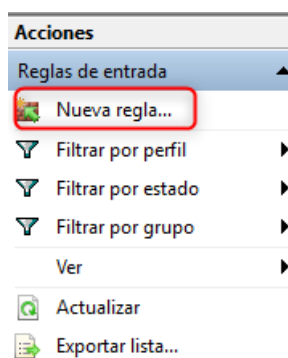 Acciones
Reglas de entrada
Nueva regla...
Filtrar por perfil
Filtrar por estado
Filtrar por grupo
Ver
Actualizar
Exportar lista...